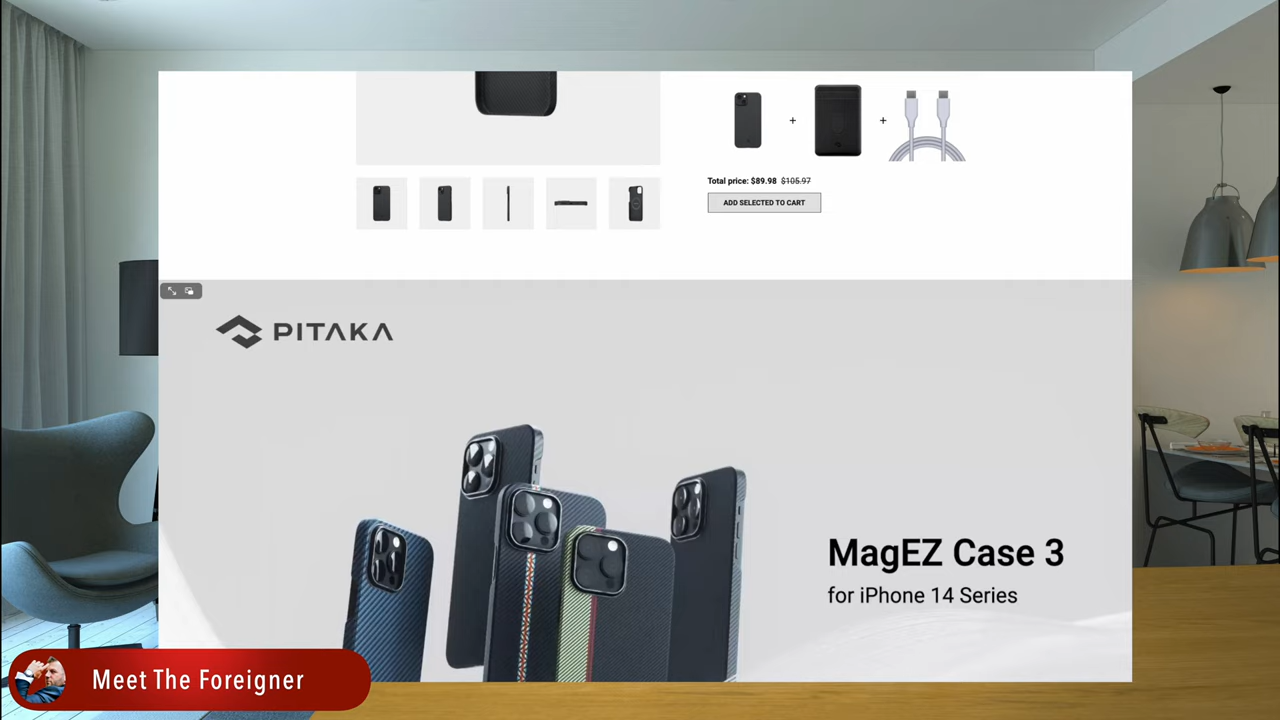 + +
Total price: $89.98 $105.97
ADD SELECTED TO CART
PITAKA
MagEZ Case 3
for iPhone 14 Series
Meet The Foreigner